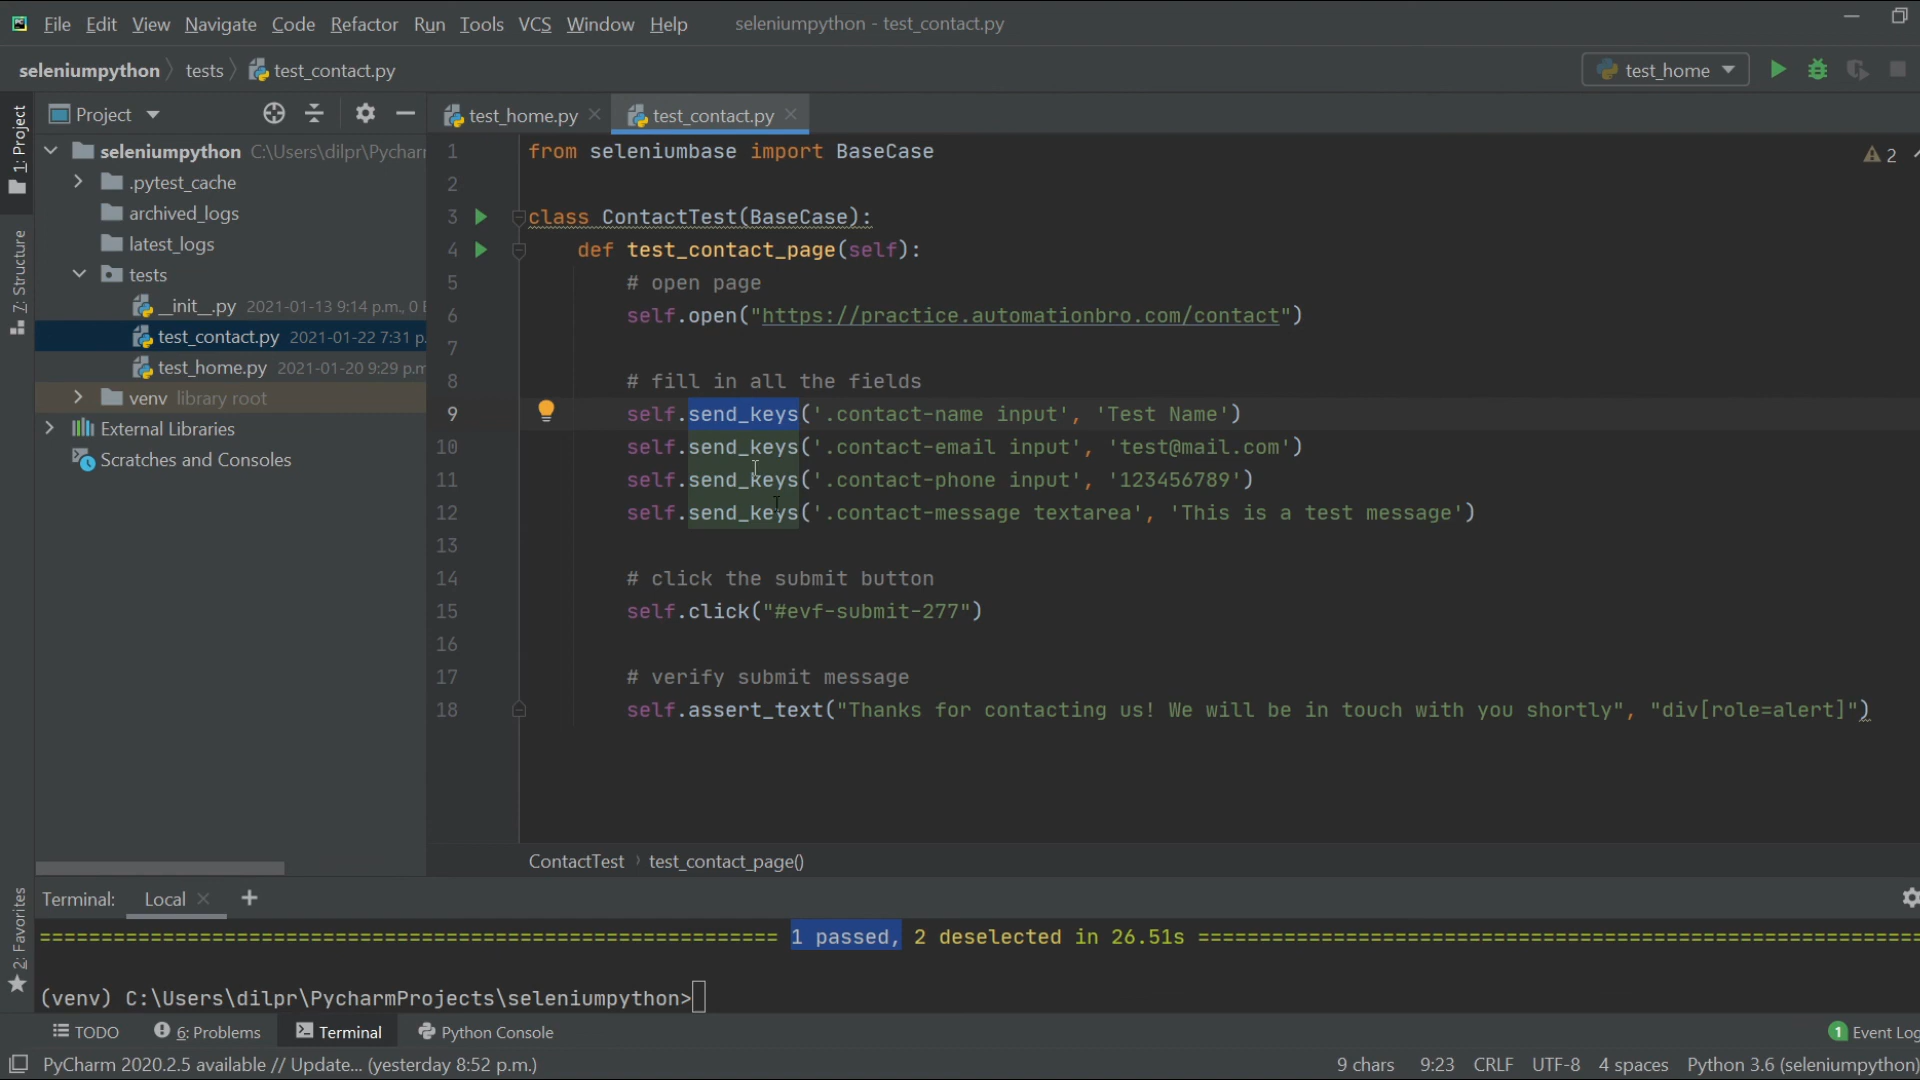 File Edit View Navigate Code Refactor Run Tools VCS Window Help seleniumpython - test_contact.py
seleniumpython tests test_contact.py test_home
1: Project
7: Structure
2: Favorites
Project
seleniumpython C:\Users\dilpr\Pycharm
.pytest_cache
archived_logs
latest_logs
tests
__init__.py 2021-01-13 9:14 p.m., 0
test_contact.py 2021-01-22 7:31 p.
test_home.py 2021-01-20 9:29 p.m
venv library root
External Libraries
Scratches and Consoles
test_home.py test_contact.py
2
1 from seleniumbase import BaseCase
2
3 class ContactTest(BaseCase):
4 def test_contact_page(self):
5 # open page
6 self.open("https://practice.automationbro.com/contact")
7
8 # fill in all the fields
9 self.send_keys('.contact-name input', 'Test Name')
10 self.send_keys('.contact-email input', 'test@mail.com')
11 self.send_keys('.contact-phone input', '123456789')
12 self.send_keys('.contact-message textarea', 'This is a test message')
13
14 # click the submit button
15 self.click("#evf-submit-277")
16
17 # verify submit message
18 self.assert_text("Thanks for contacting us! We will be in touch with you shortly", "div[role=alert]")
ContactTest test_contact_page()
Terminal: Local +
============================================================ 1 passed, 2 deselected in 26.51s ===========================================================
(venv) C:\Users\dilpr\PycharmProjects\seleniumpython>
TODO 6: Problems Terminal Python Console 1 Event Log
PyCharm 2020.2.5 available // Update... (yesterday 8:52 p.m.) 9 chars 9:23 CRLF UTF-8 4 spaces Python 3.6 (seleniumpython)